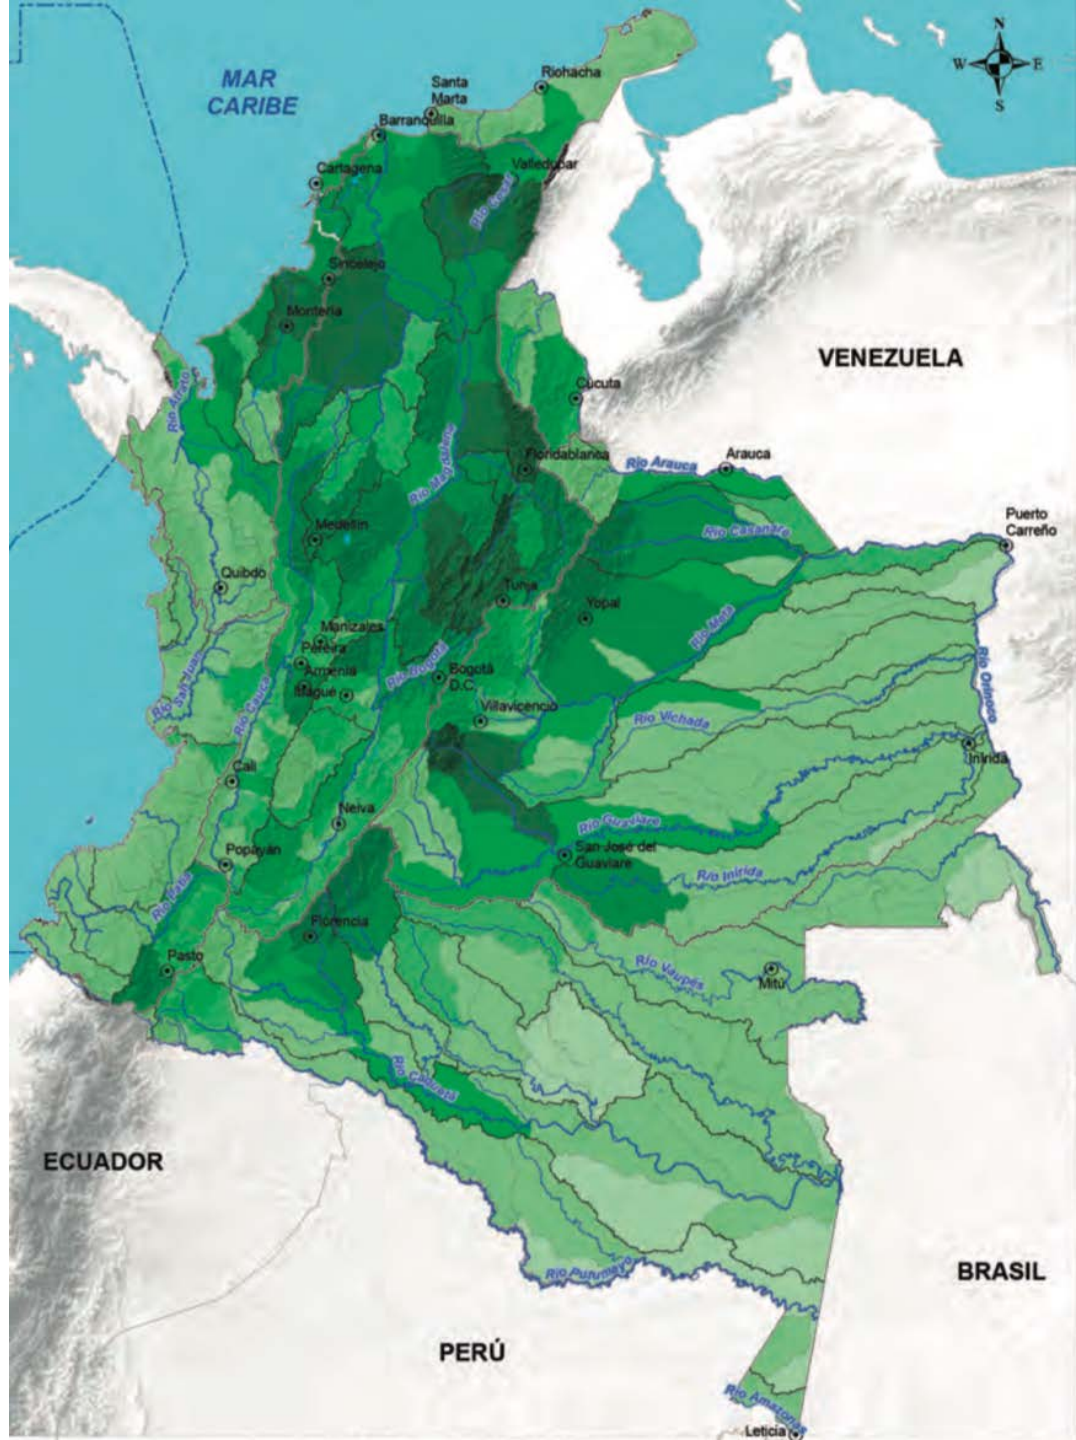 N
W
E
S
MAR
CARIBE
Riohacha
Santa
Marta
Barranquilla
Cartagena
Valledupar
Río Cesar
Sincelejo
Montería
VENEZUELA
Río Atrato
Cúcuta
Río Magdalena
Floridablanca
Río Arauca
Arauca
Puerto
Carreño
Medellín
Río Casanare
Quibdó
Tunja
Yopal
Río Meta
Manizales
Pereira
Armenia
Ibagué
Río Bogotá
Bogotá
D.C.
Río San Juan
Río Cauca
Villavicencio
Río Vichada
Río Orinoco
Inírida
Cali
Neiva
Río Guaviare
San José del
Guaviare
Popayán
Río Inírida
Río Patía
Florencia
Pasto
Río Vaupés
Mitú
Río Caquetá
ECUADOR
Río Putumayo
BRASIL
PERÚ
Río Amazonas
Leticia